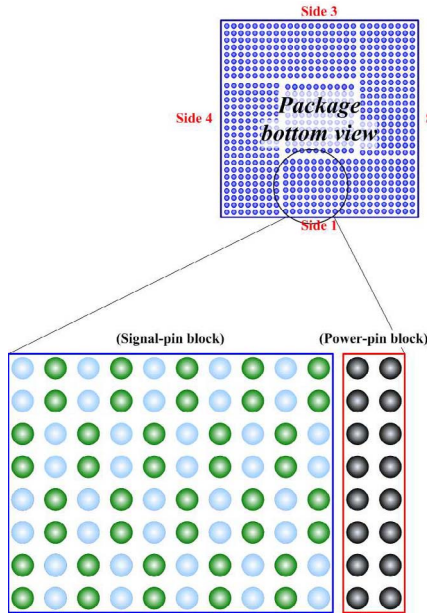 Side 3
Side 4
Package
bottom view
Side 1
(Signal-pin block)
(Power-pin block)